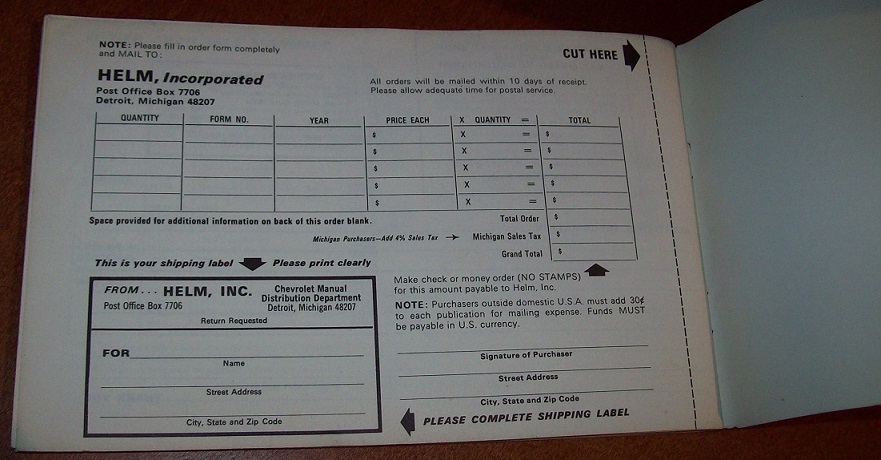 NOTE: Please fill in order form completely
and MAIL TO:
CUT HERE
HELM, Incorporated
Post Office Box 7706
Detroit, Michigan 48207
All orders will be mailed within 10 days of receipt.
Please allow adequate time for postal service.
QUANTITY FORM NO. YEAR PRICE EACH X QUANTITY = TOTAL
$ X = $
$ X = $
$ X = $
$ X = $
$ X = $
Space provided for additional information on back of this order blank.
Total Order $
Michigan Purchasers—Add 4% Sales Tax Michigan Sales Tax $
Grand Total $
This is your shipping label Please print clearly
FROM... HELM, INC.
Post Office Box 7706
Chevrolet Manual
Distribution Department
Detroit, Michigan 48207
Return Requested
FOR
Name
Street Address
City, State and Zip Code
Make check or money order (NO STAMPS)
for this amount payable to Helm, Inc.
NOTE: Purchasers outside domestic U.S.A. must add 30¢
to each publication for mailing expense. Funds MUST
be payable in U.S. currency.
Signature of Purchaser
Street Address
City, State and Zip Code
PLEASE COMPLETE SHIPPING LABEL